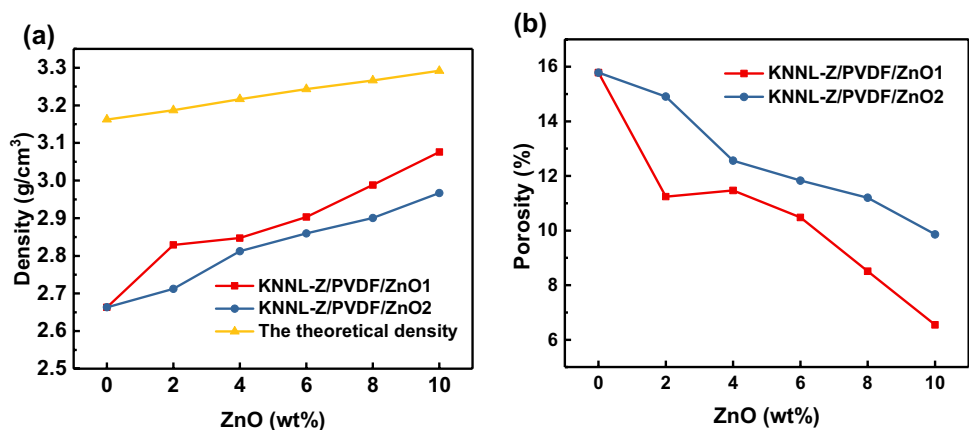 (a)
3.3
3.2
3.1
3.0
2.9
2.8
2.7
2.6
2.5
Density (g/cm³)
KNNL-Z/PVDF/ZnO1
KNNL-Z/PVDF/ZnO2
The theoretical density
0 2 4 6 8 10
ZnO (wt%)
(b)
16
14
12
10
8
6
Porosity (%)
KNNL-Z/PVDF/ZnO1
KNNL-Z/PVDF/ZnO2
0 2 4 6 8 10
ZnO (wt%)